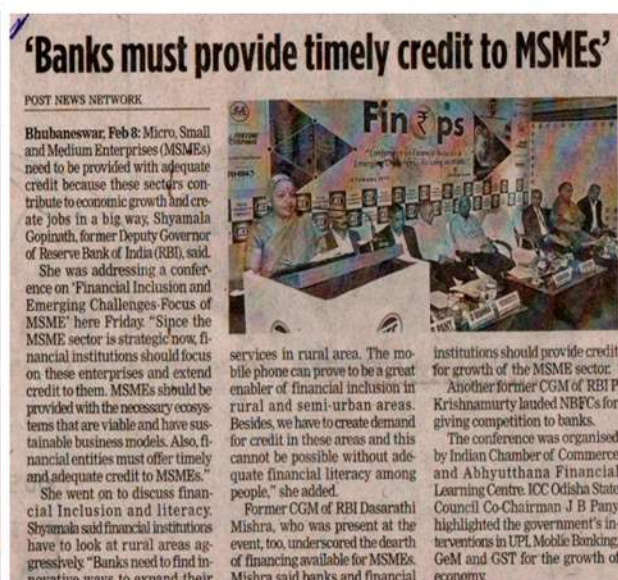 'Banks must provide timely credit to MSMEs'
POST NEWS NETWORK
Bhubaneswar, Feb 8: Micro, Small
and Medium Enterprises (MSMEs)
need to be provided with adequate
credit because these sectors con-
tribute to economic growth and cre-
ate jobs in a big way, Shyamala
Gopinath, former Deputy Governor
of Reserve Bank of India (RBI), said.
She was addressing a confer-
ence on 'Financial Inclusion and
Emerging Challenges-Focus of
MSME' here Friday. "Since the
MSME sector is strategic now, fi-
nancial institutions should focus
on these enterprises and extend
credit to them. MSMEs should be
provided with the necessary ecosys-
tems that are viable and have sus-
tainable business models. Also, fi-
nancial entities must offer timely
and adequate credit to MSMEs."
She went on to discuss finan-
cial Inclusion and literacy.
Shyamala said financial institutions
have to look at rural areas ag-
gressively. "Banks need to find in-
novative ways to expand their
Fin₹ps
services in rural area. The mo-
bile phone can prove to be a great
enabler of financial inclusion in
rural and semi-urban areas.
Besides, we have to create demand
for credit in these areas and this
cannot be possible without ade-
quate financial literacy among
people," she added.
Former CGM of RBI Dasarathi
Mishra, who was present at the
event, too, underscored the dearth
of financing available for MSMEs.
Mishra said banks and financial
institutions should provide credit
for growth of the MSME sector.
Another former CGM of RBI P
Krishnamurty lauded NBFCs for
giving competition to banks.
The conference was organised
by Indian Chamber of Commerce
and Abhyutthana Financial
Learning Centre. ICC Odisha State
Council Co-Chairman J B Pany
highlighted the government's in-
terventions in UPI, Moblie Banking,
GeM and GST for the growth of
economy